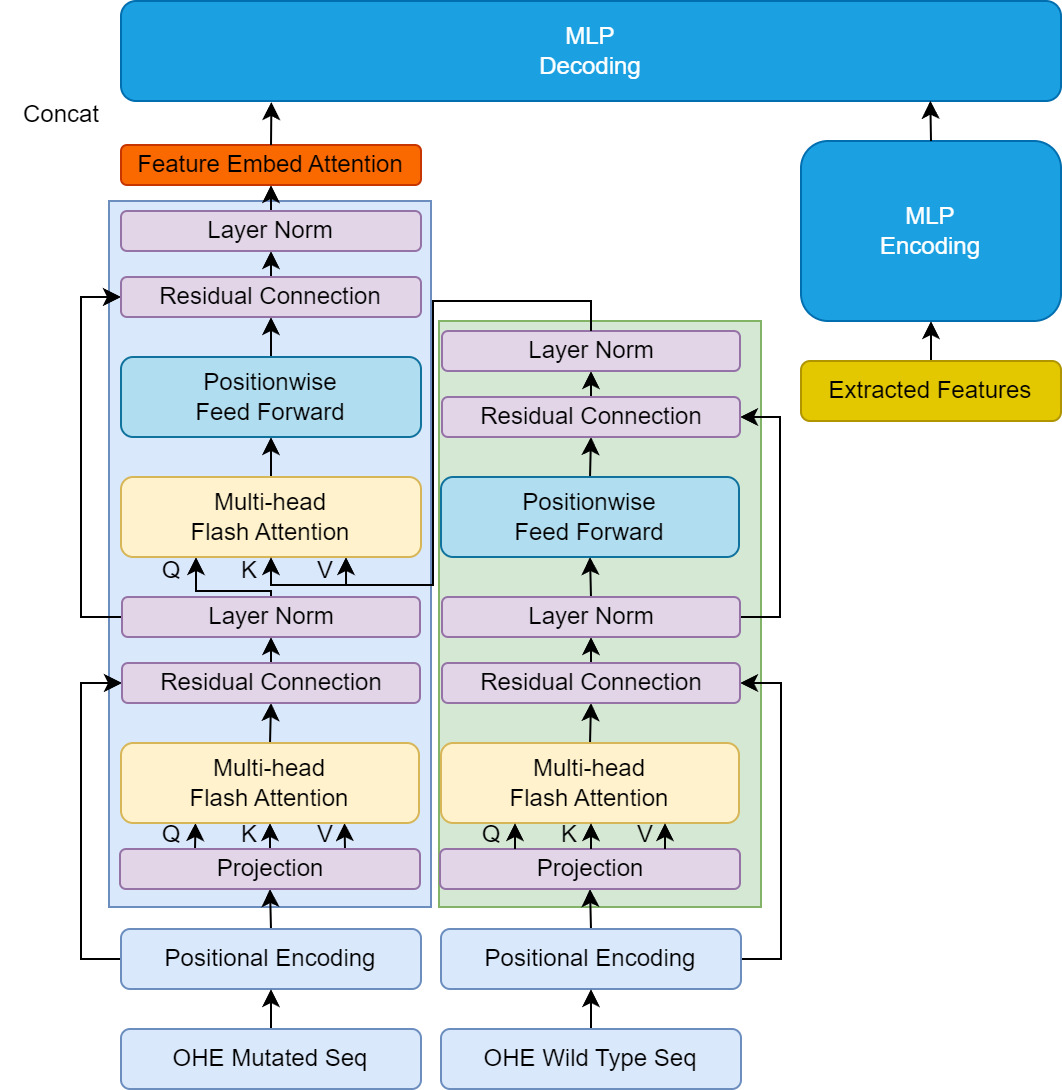 MLP
Decoding
Concat
Feature Embed Attention
Layer Norm
Residual Connection
Positionwise
Feed Forward
Multi-head
Flash Attention
Q K V
Layer Norm
Residual Connection
Multi-head
Flash Attention
Q K V
Projection
Positional Encoding
OHE Mutated Seq
Layer Norm
Residual Connection
Positionwise
Feed Forward
Layer Norm
Residual Connection
Multi-head
Flash Attention
Q K V
Projection
Positional Encoding
OHE Wild Type Seq
MLP
Encoding
Extracted Features